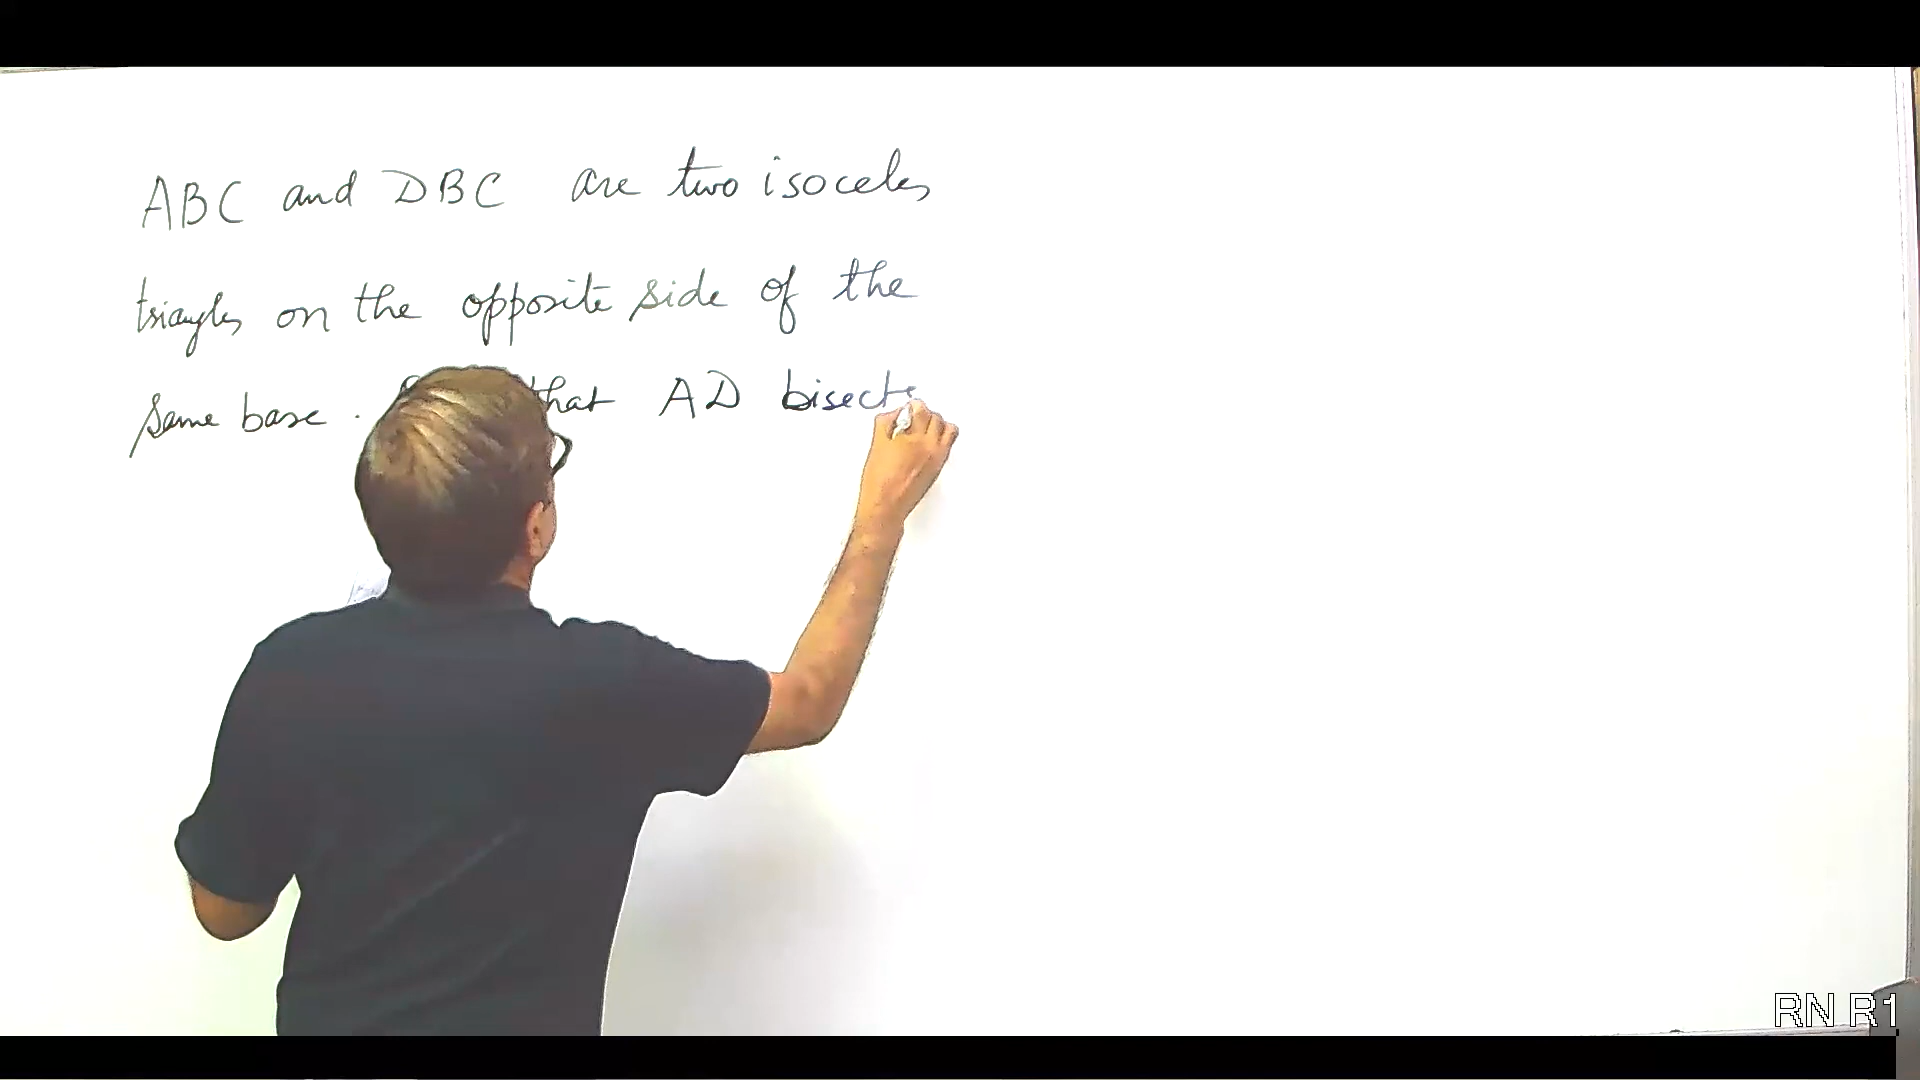 ABC and DBC are two isoceles
triangles on the opposite side of the
same base. that AD bisects
RN R1